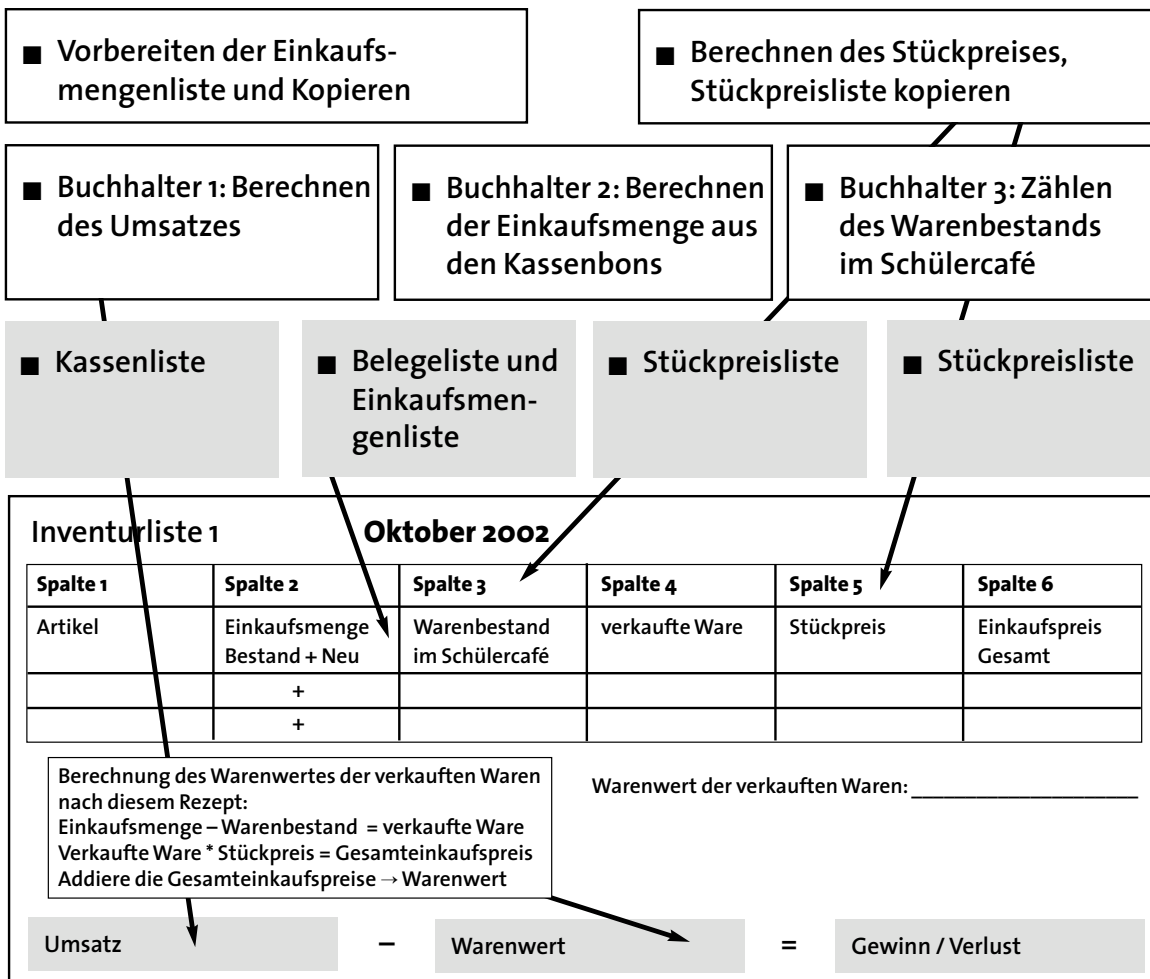 ■ Vorbereiten der Einkaufs-
mengenliste und Kopieren
■ Berechnen des Stückpreises,
Stückpreisliste kopieren
■ Buchhalter 1: Berechnen
des Umsatzes
■ Buchhalter 2: Berechnen
der Einkaufsmenge aus
den Kassenbons
■ Buchhalter 3: Zählen
des Warenbestands
im Schülercafé
■ Kassenliste
■ Belegeliste und
Einkaufsmen-
genliste
■ Stückpreisliste
■ Stückpreisliste
Inventurliste 1 Oktober 2002
Spalte 1 Spalte 2 Spalte 3 Spalte 4 Spalte 5 Spalte 6
Artikel Einkaufsmenge Warenbestand verkaufte Ware Stückpreis Einkaufspreis
Bestand + Neu im Schülercafé Gesamt
+
+
Berechnung des Warenwertes der verkauften Waren
nach diesem Rezept:
Einkaufsmenge – Warenbestand = verkaufte Ware
Verkaufte Ware * Stückpreis = Gesamteinkaufspreis
Addiere die Gesamteinkaufspreise → Warenwert
Warenwert der verkauften Waren: ____________________
Umsatz – Warenwert = Gewinn / Verlust